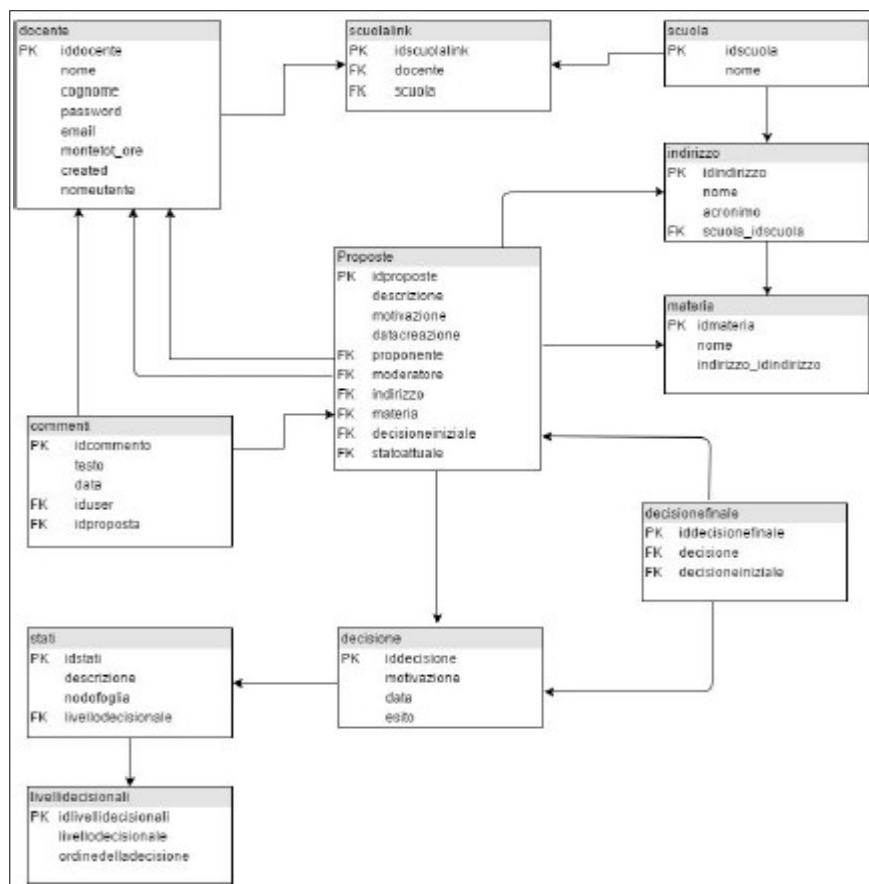 docente
PK iddocente
nome
cognome
password
email
montetot_ore
created
nomeutente
scuolalink
PK idscuolalink
FK docente
FK scuola
scuola
PK idscuola
nome
indirizzo
PK idindirizzo
nome
acronimo
FK scuola_idscuola
Proposte
PK idproposte
descrizione
motivazione
datacreazione
FK proponente
FK moderatore
FK indirizzo
FK materia
FK decisioneiniziale
FK statoattuale
materia
PK idmateria
nome
indirizzo_idindirizzo
commenti
PK idcommento
testo
data
FK iduser
FK idproposta
decisionefinale
PK iddecisionefinale
FK decisione
FK decisioneiniziale
stati
PK idstati
descrizione
nodofoglia
FK livellodecisionale
decisione
PK iddecisione
motivazione
data
esito
livellidecisionali
PK idlivellidecisionali
livellodecisionale
ordinedelladecisione